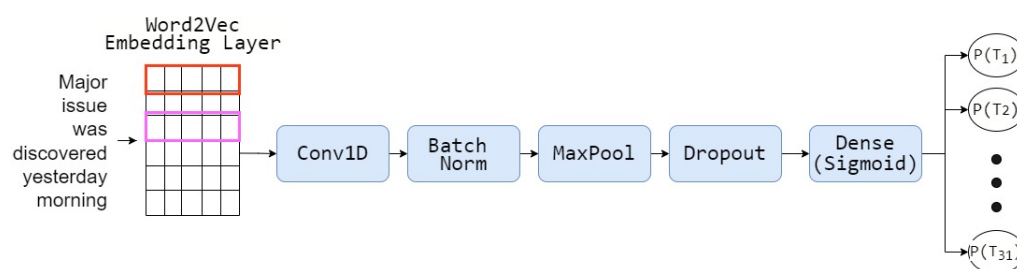 Word2Vec
Embedding Layer
Major
issue
was
discovered
yesterday
morning
Conv1D
Batch
Norm
MaxPool
Dropout
Dense
(Sigmoid)
P(T1)
P(T2)
P(T31)